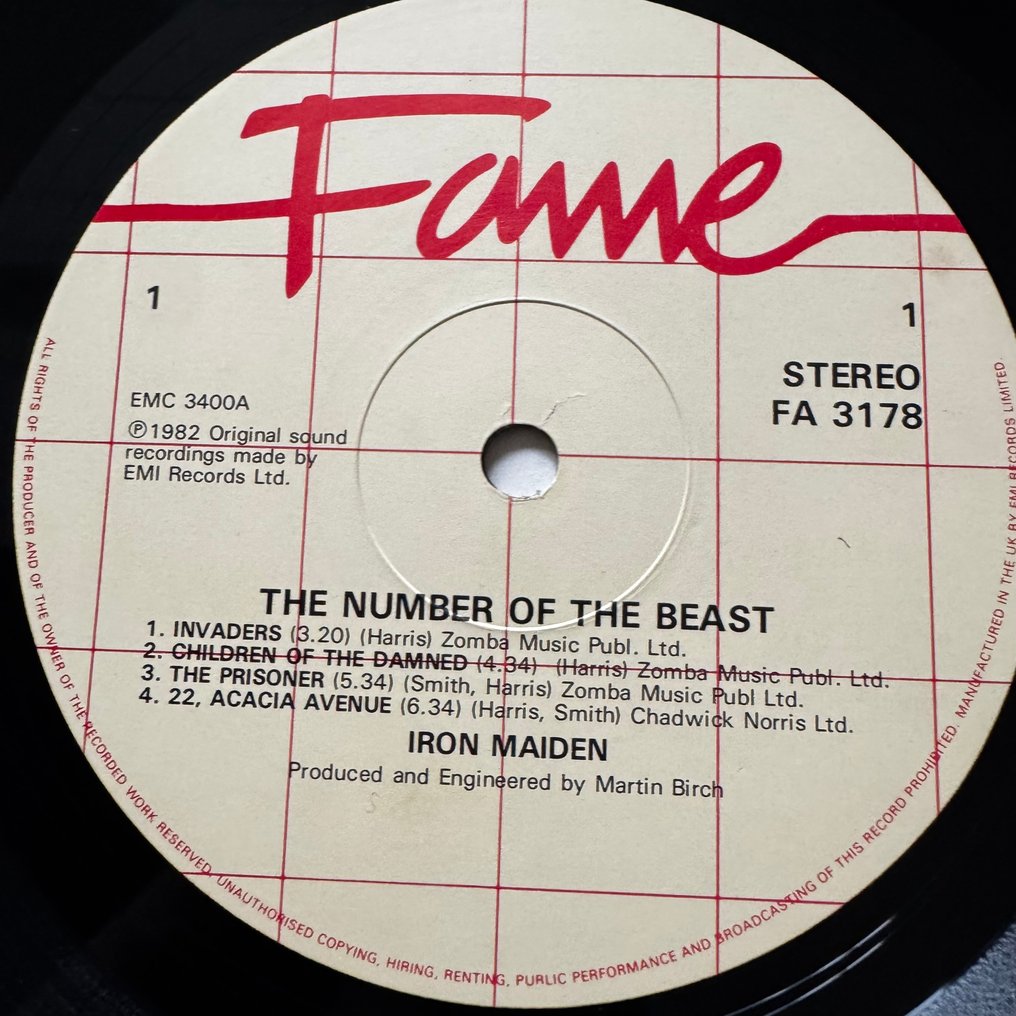 Fame
1
1
STEREO
FA 3178
EMC 3400A
℗1982 Original sound
recordings made by
EMI Records Ltd.
THE NUMBER OF THE BEAST
1. INVADERS (3.20) (Harris) Zomba Music Publ. Ltd.
2. CHILDREN OF THE DAMNED (4.34) (Harris) Zomba Music Publ. Ltd.
3. THE PRISONER (5.34) (Smith, Harris) Zomba Music Publ Ltd.
4. 22, ACACIA AVENUE (6.34) (Harris, Smith) Chadwick Norris Ltd.
IRON MAIDEN
Produced and Engineered by Martin Birch
ALL RIGHTS OF THE PRODUCER AND OF THE OWNER OF THE RECORDED WORK RESERVED. UNAUTHORISED COPYING, HIRING, RENTING, PUBLIC PERFORMANCE AND BROADCASTING OF THIS RECORD PROHIBITED. MANUFACTURED IN THE UK BY EMI RECORDS LIMITED.